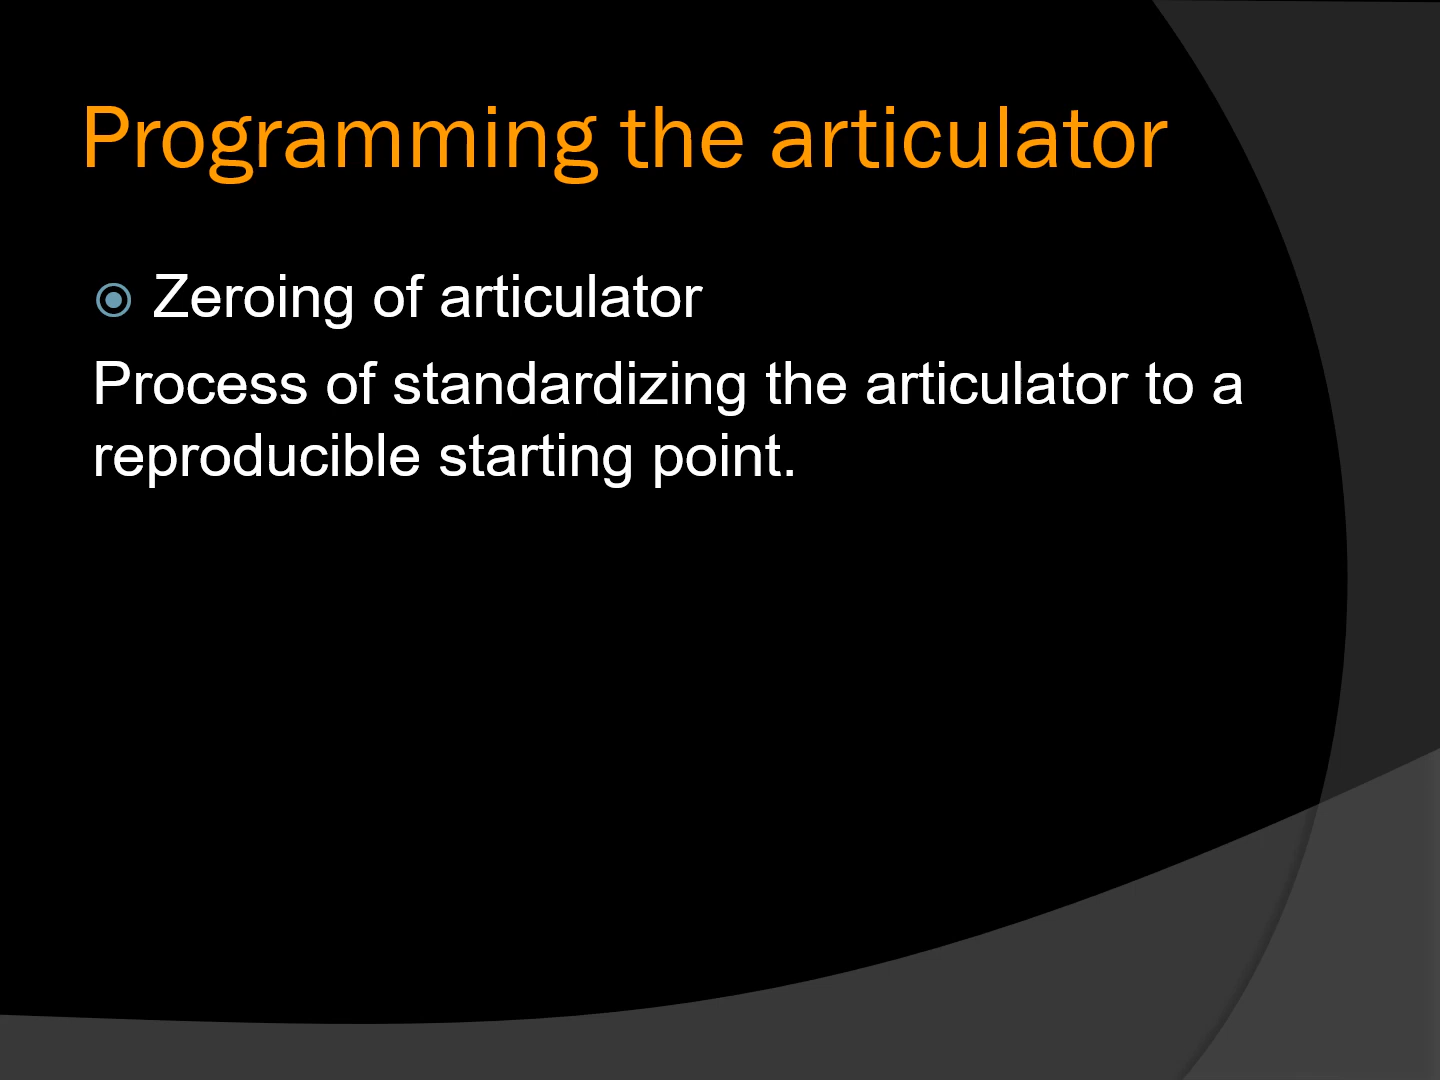 Programming the articulator
Zeroing of articulator
Process of standardizing the articulator to a
reproducible starting point.